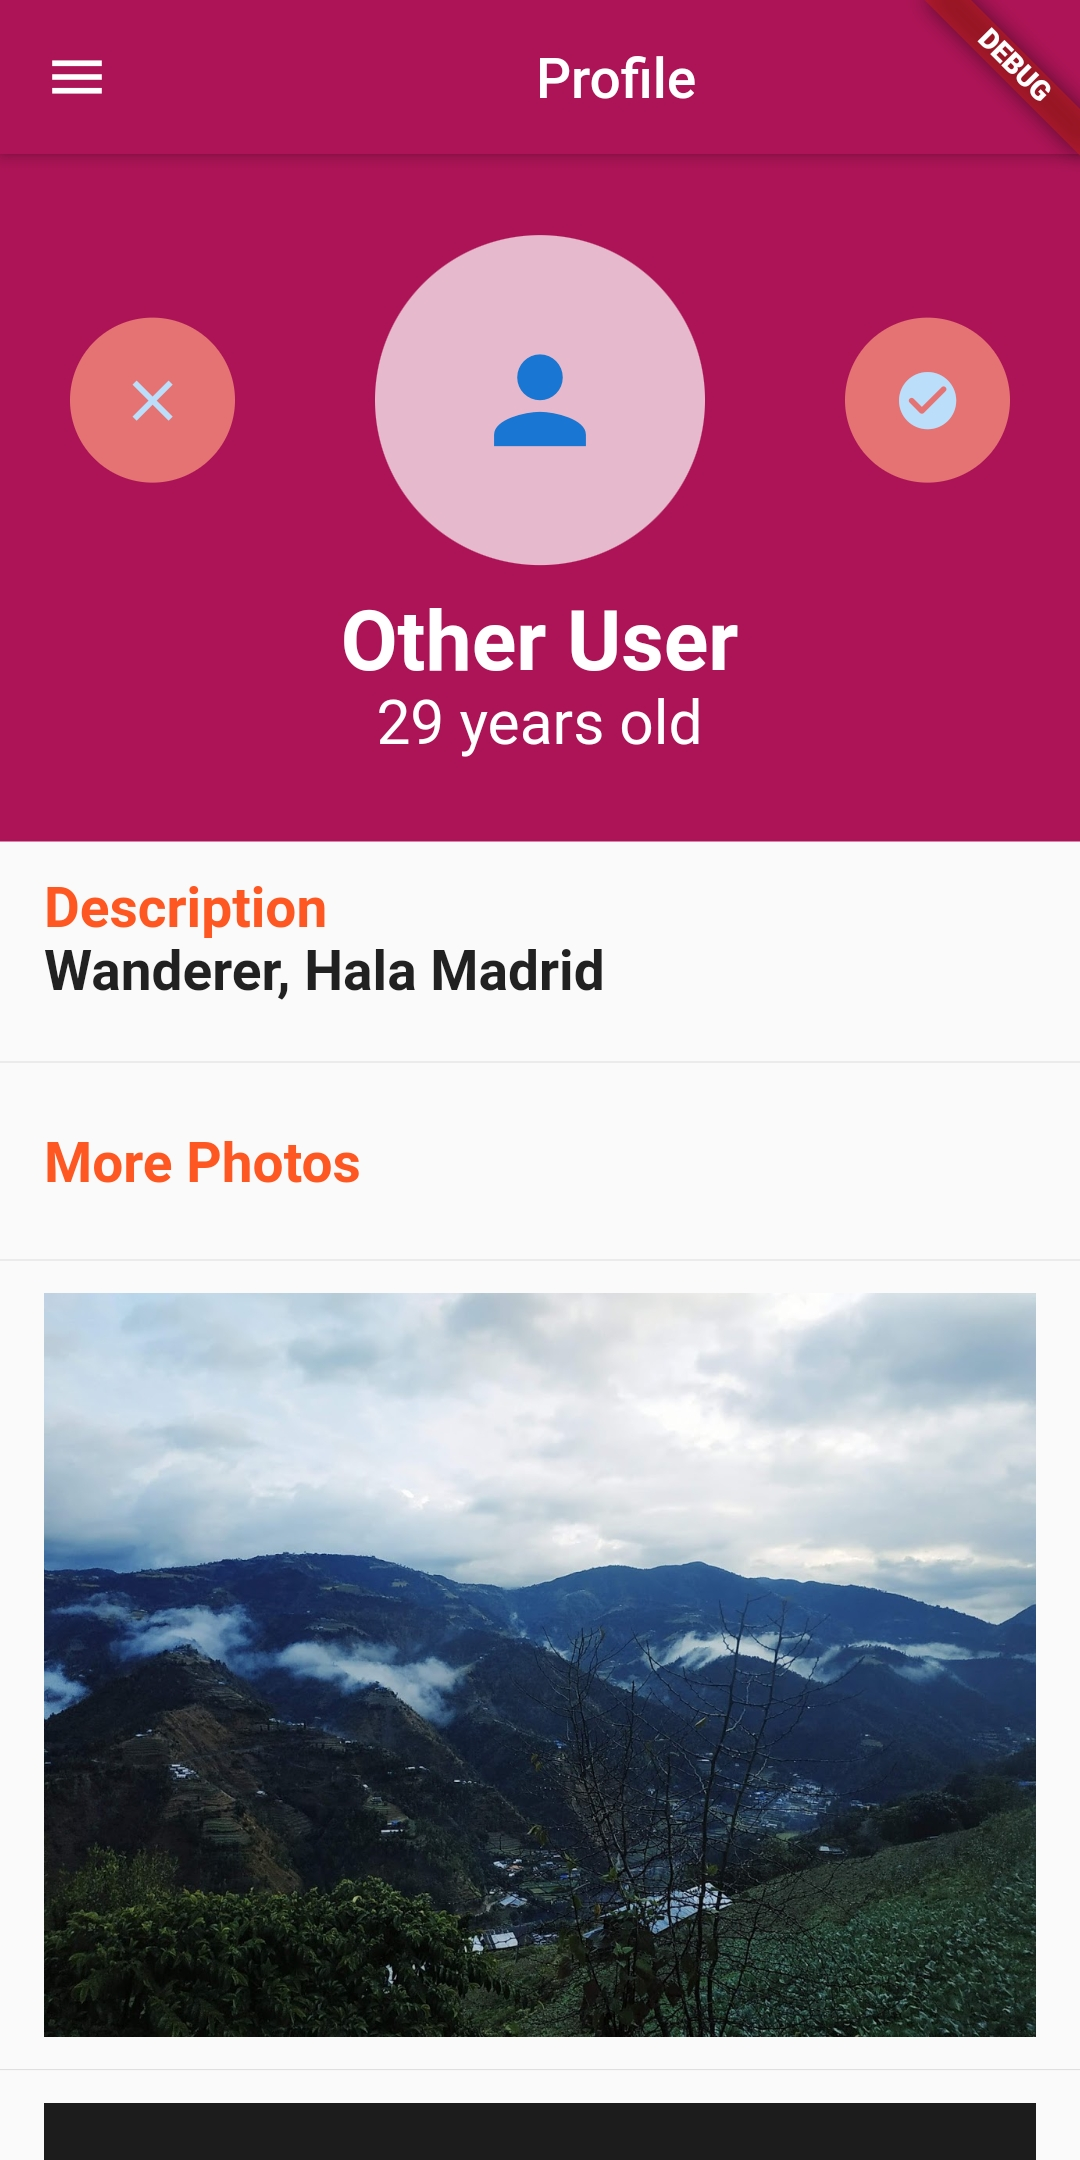 Profile
DEBUG
Other User
29 years old
Description
Wanderer, Hala Madrid
More Photos